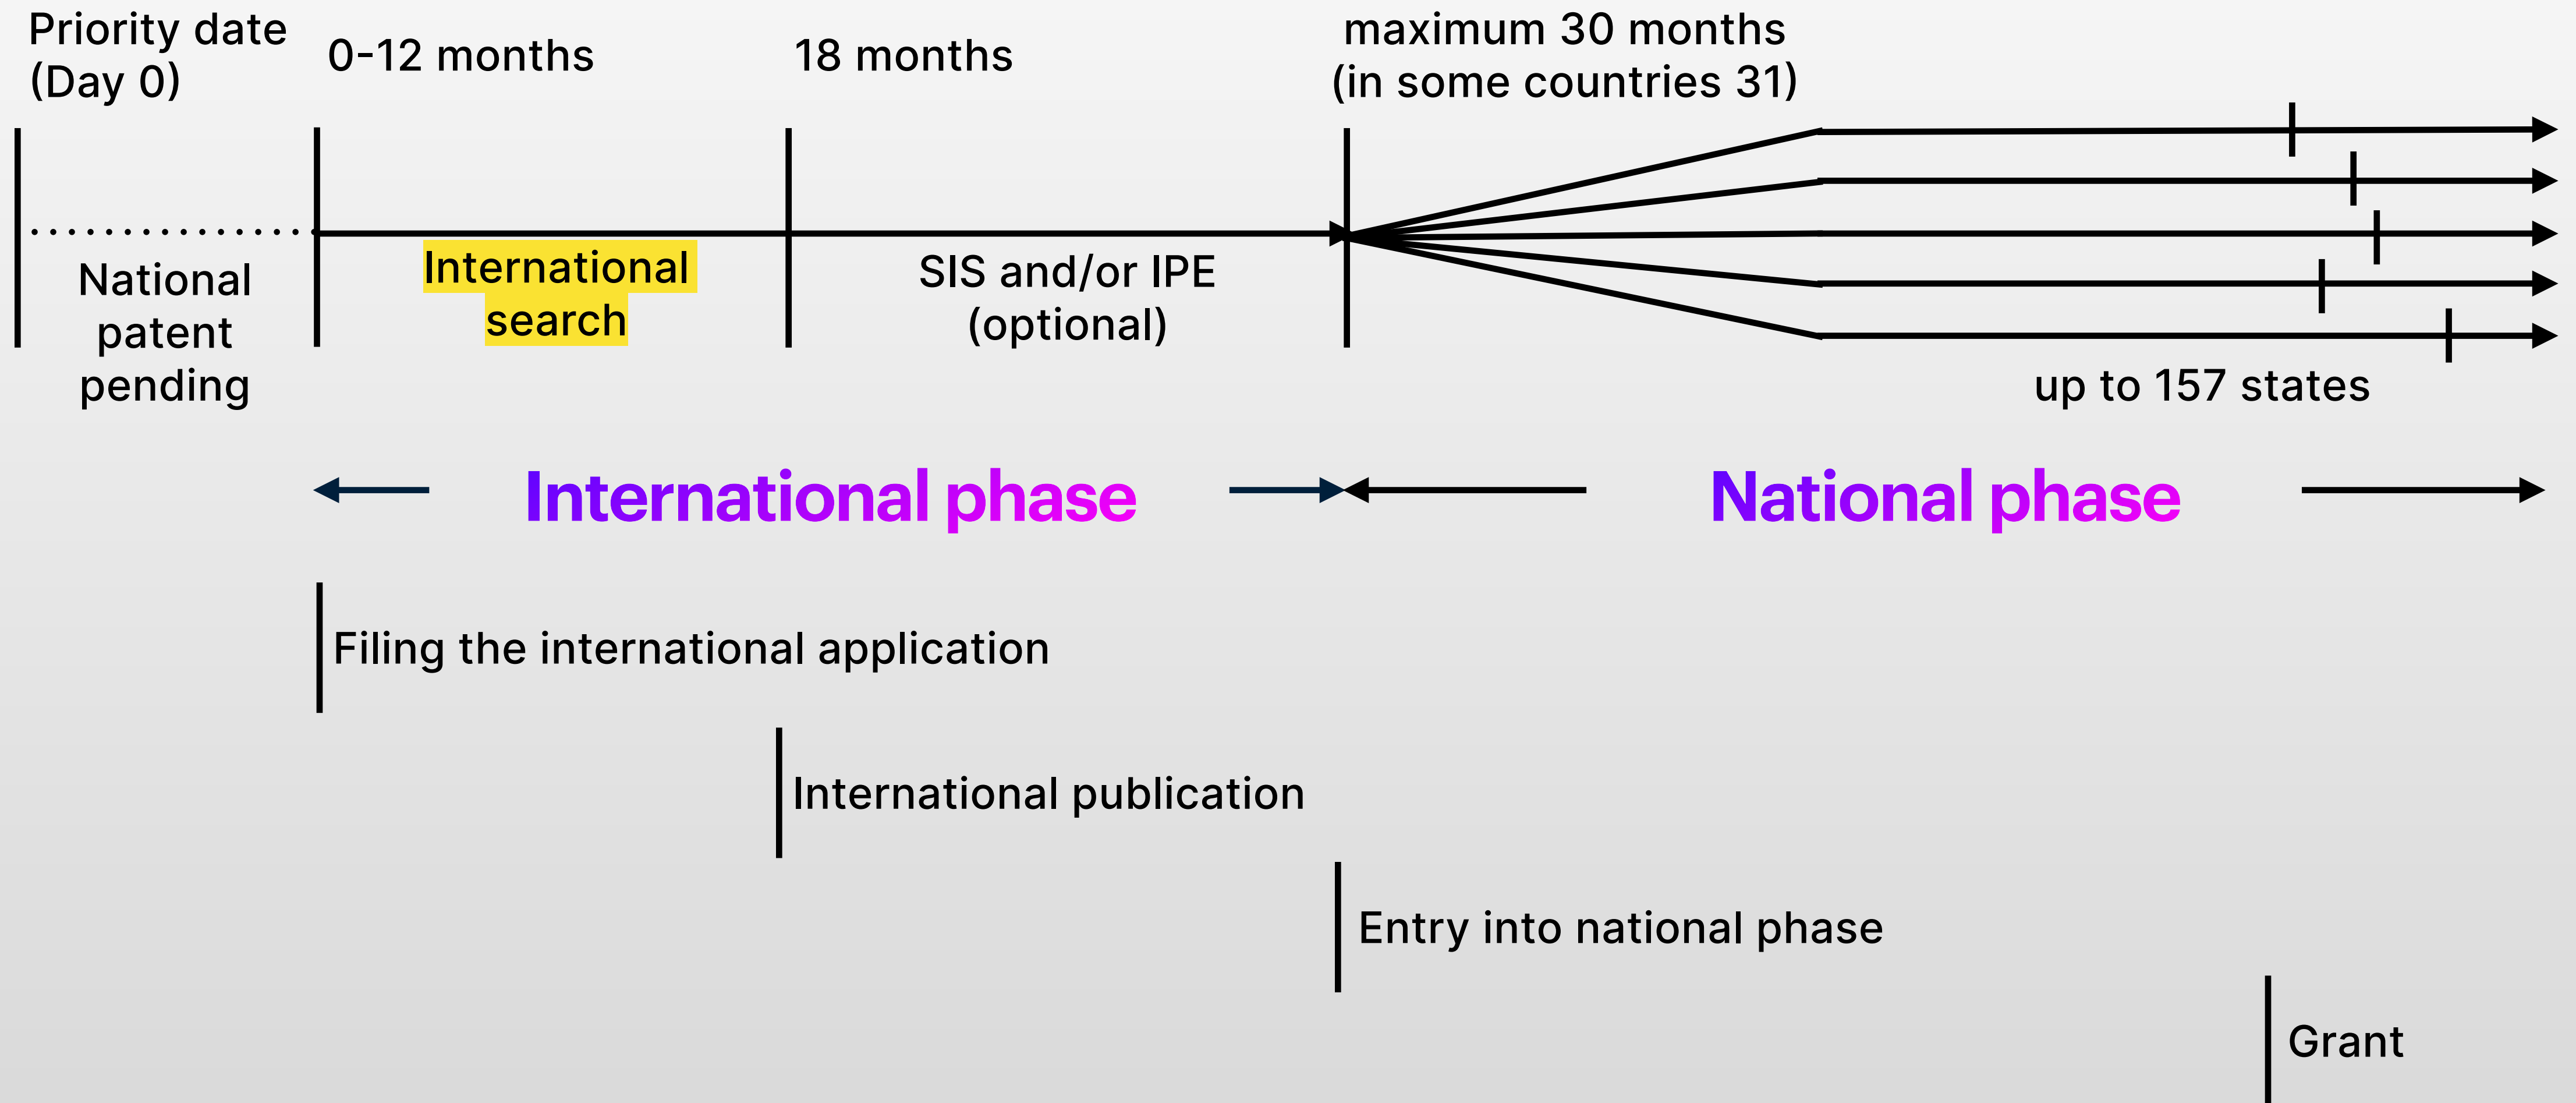 Priority date
(Day 0)
0-12 months
18 months
maximum 30 months
(in some countries 31)
National
patent
pending
International
search
SIS and/or IPE
(optional)
up to 157 states
International phase
National phase
Filing the international application
International publication
Entry into national phase
Grant